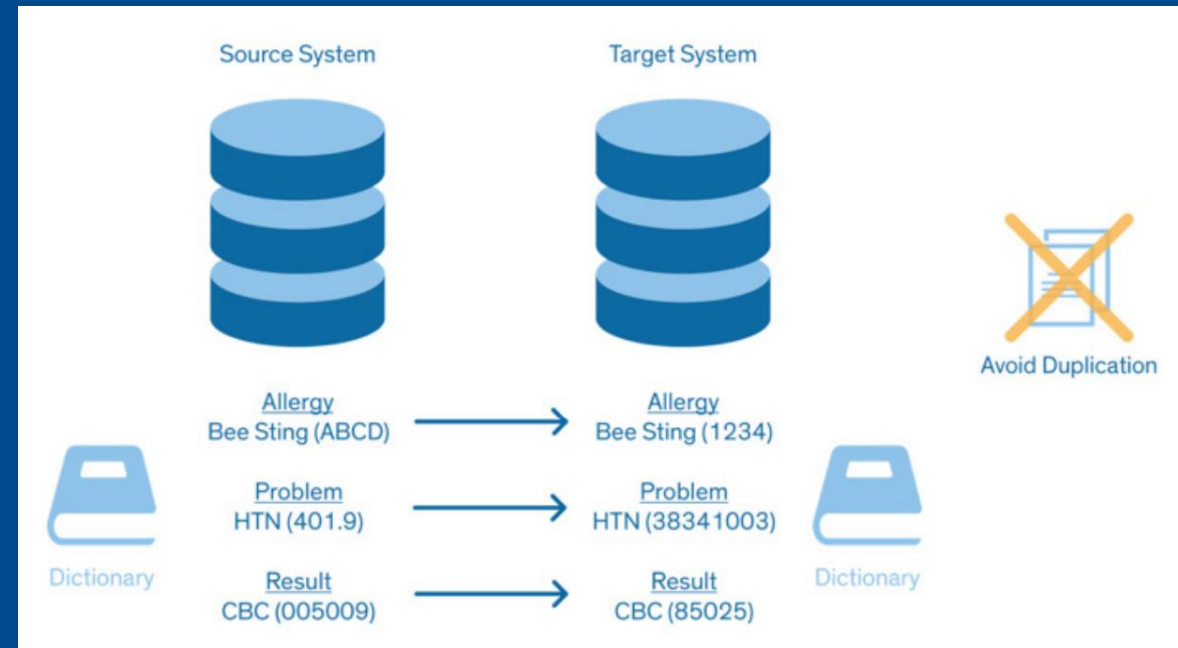 Source System
Target System
Avoid Duplication
Allergy
Bee Sting (ABCD)
Allergy
Bee Sting (1234)
Problem
HTN (401.9)
Problem
HTN (38341003)
Dictionary
Result
CBC (005009)
Result
CBC (85025)
Dictionary